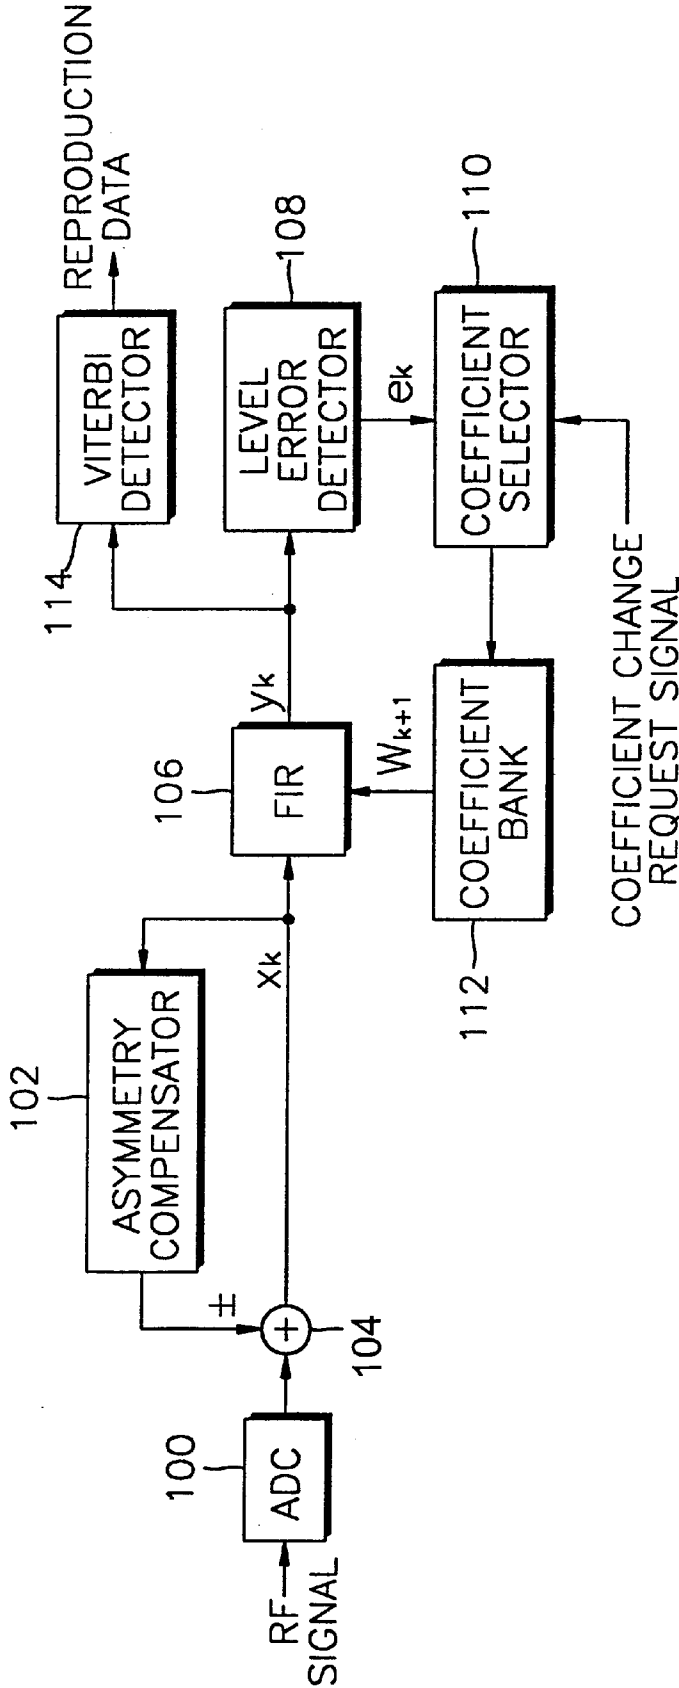 RF
SIGNAL
ADC
100
104
+
±
102
ASYMMETRY
COMPENSATOR
xk
106
FIR
yk
114
VITERBI
DETECTOR
REPRODUCTION
DATA
LEVEL
ERROR
DETECTOR
108
ek
COEFFICIENT
SELECTOR
110
Wk+1
COEFFICIENT
BANK
112
COEFFICIENT CHANGE
REQUEST SIGNAL